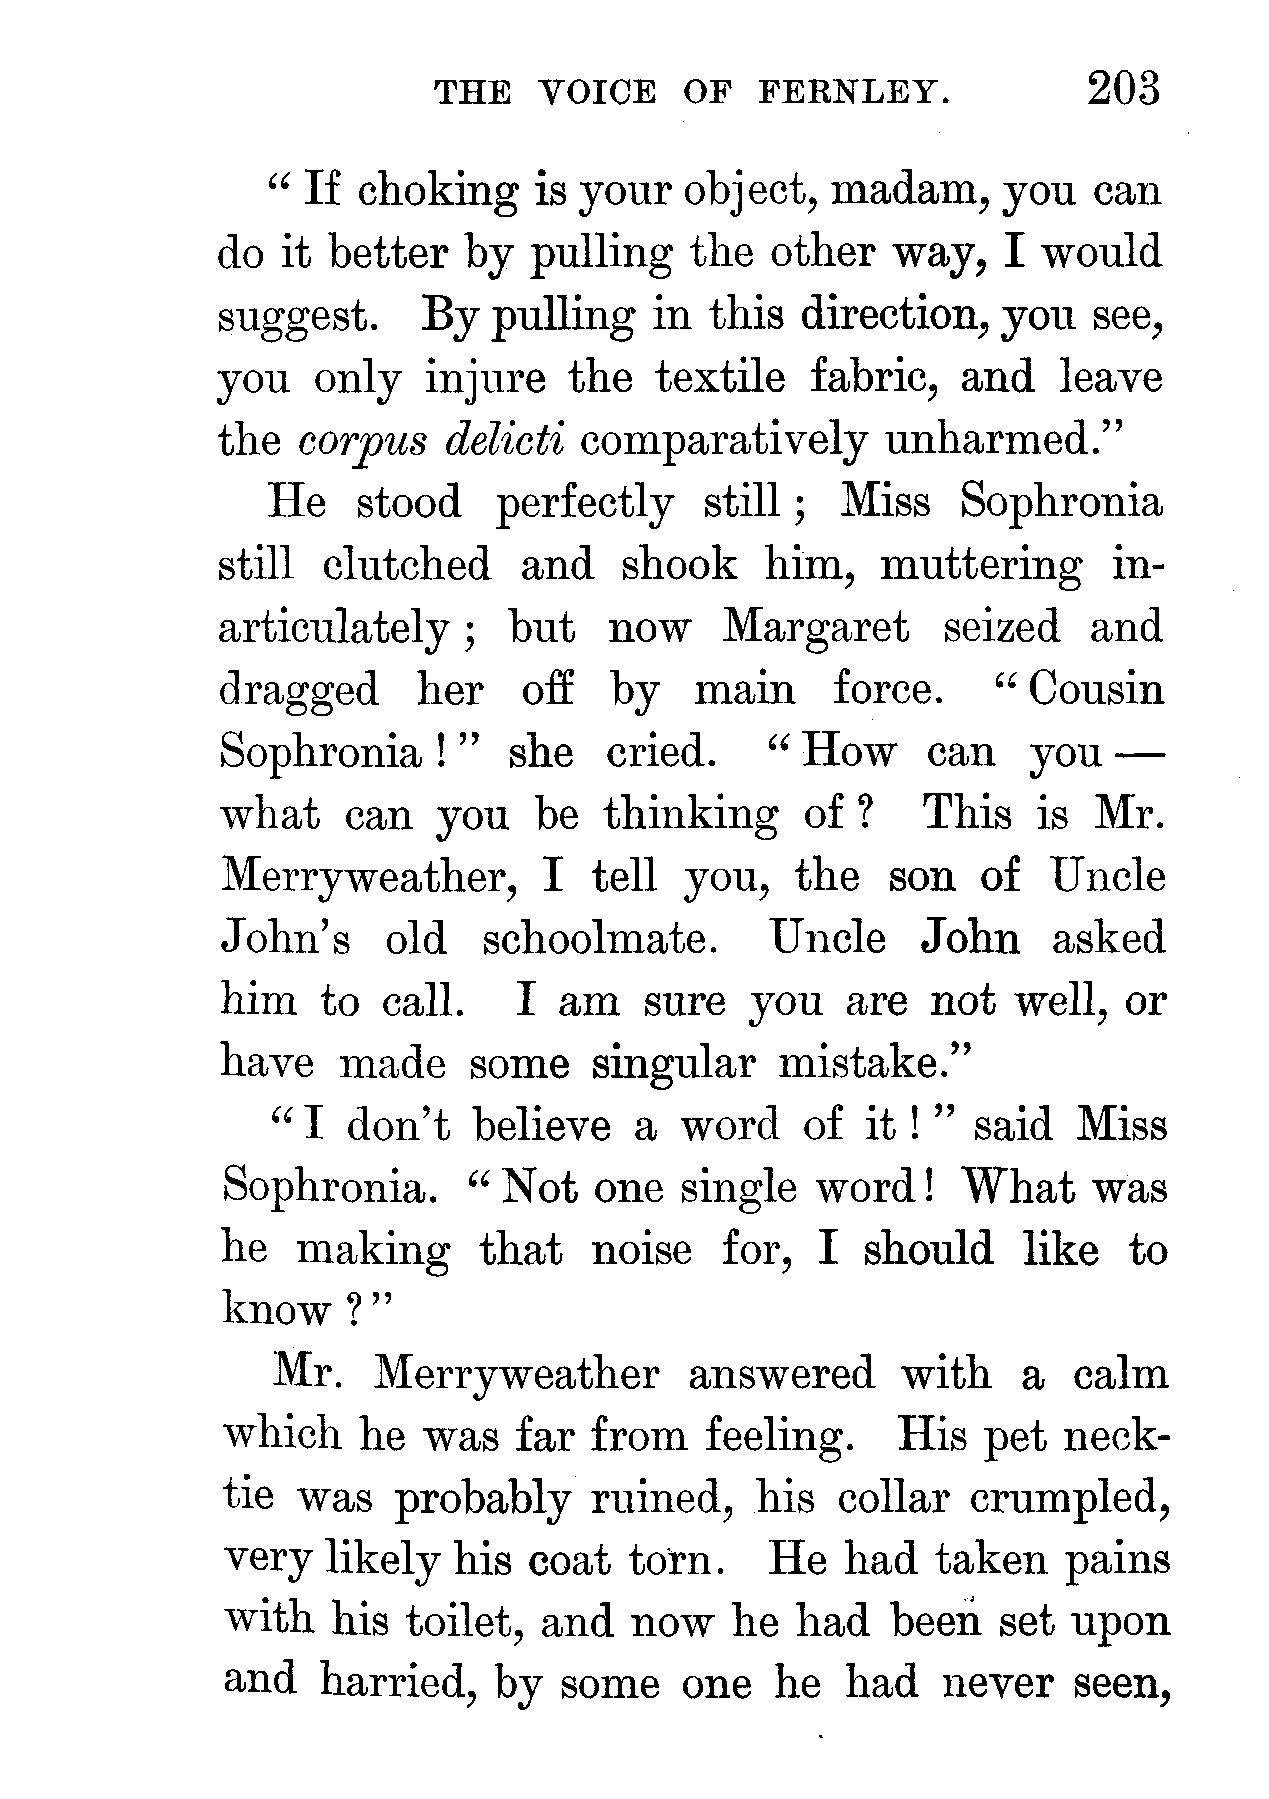 THE VOICE OF FERNLEY. 203
“ If choking is your object, madam, you can
do it better by pulling the other way, I would
suggest. By pulling in this direction, you see,
you only injure the textile fabric, and leave
the corpus delicti comparatively unharmed.”
He stood perfectly still ; Miss Sophronia
still clutched and shook him, muttering in-
articulately ; but now Margaret seized and
dragged her off by main force. “ Cousin
Sophronia ! ” she cried. “ How can you —
what can you be thinking of ? This is Mr.
Merryweather, I tell you, the son of Uncle
John’s old schoolmate. Uncle John asked
him to call. I am sure you are not well, or
have made some singular mistake.”
“ I don’t believe a word of it ! ” said Miss
Sophronia. “ Not one single word ! What was
he making that noise for, I should like to
know ? ”
Mr. Merryweather answered with a calm
which he was far from feeling. His pet neck-
tie was probably ruined, his collar crumpled,
very likely his coat torn. He had taken pains
with his toilet, and now he had been set upon
and harried, by some one he had never seen,